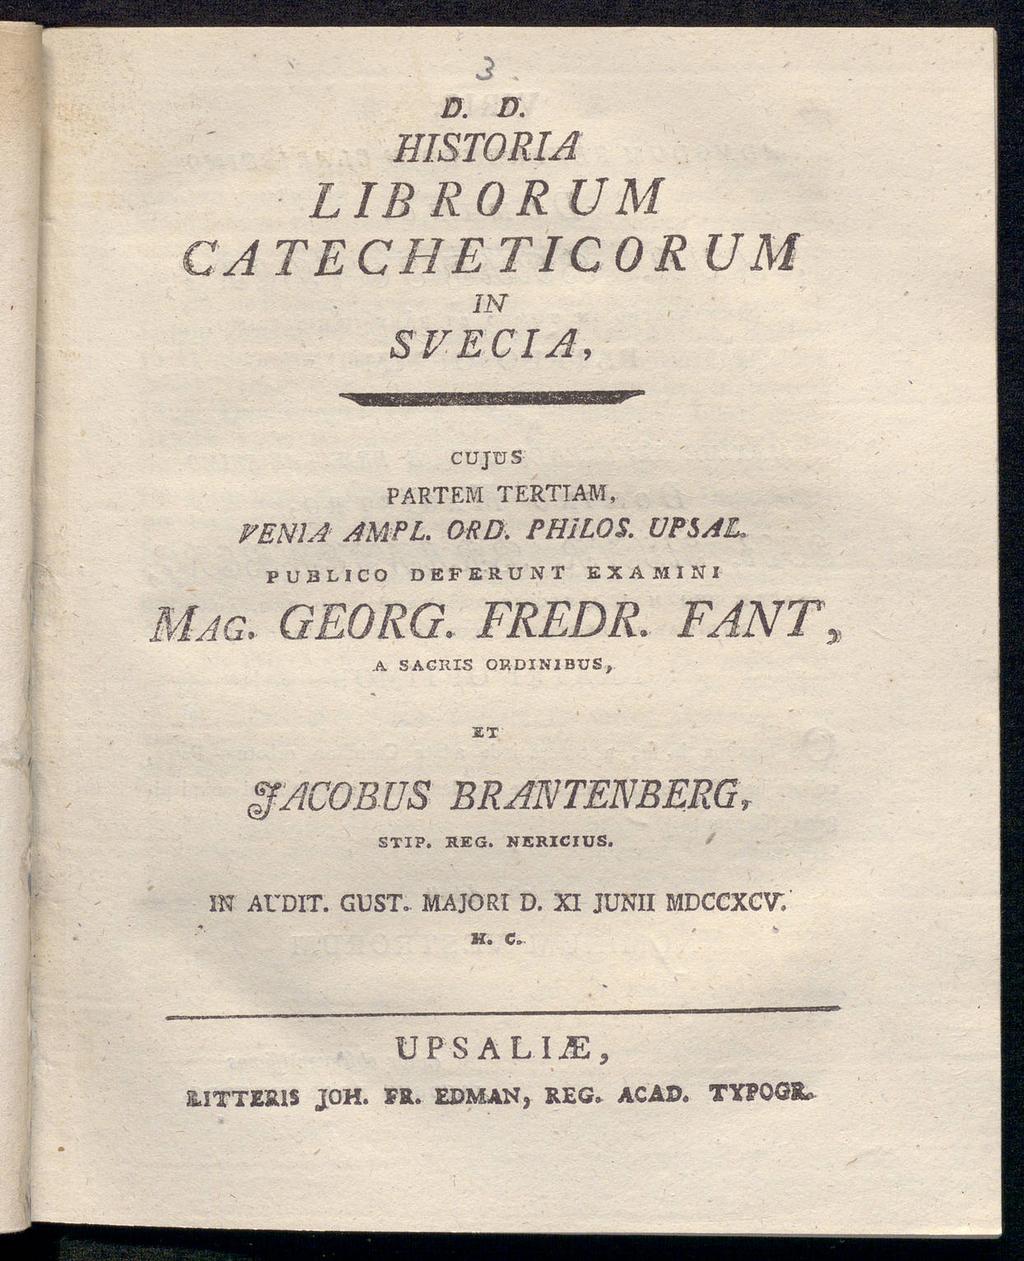 3.
D. D.
HISTORIA
LIBRORUM
CATECHETICORUM
IN
SVECIA,
CUJUS
PARTEM TERTIAM,
VENIA AMPL. ORD. PHILOS. UPSAL.
PUBLICO DEFERUNT EXAMINI
MAG. GEORG. FREDR. FANT,
A SACRIS ORDINIBUS,
ET
JACOBUS BRANTENBERG,
STIP. REG. NERICIUS.
IN AUDIT. GUST. MAJORI D. XI JUNII MDCCXCV.
H. C.
UPSALIÆ,
LITTERIS JOH. FR. EDMAN, REG. ACAD. TYPOGR.